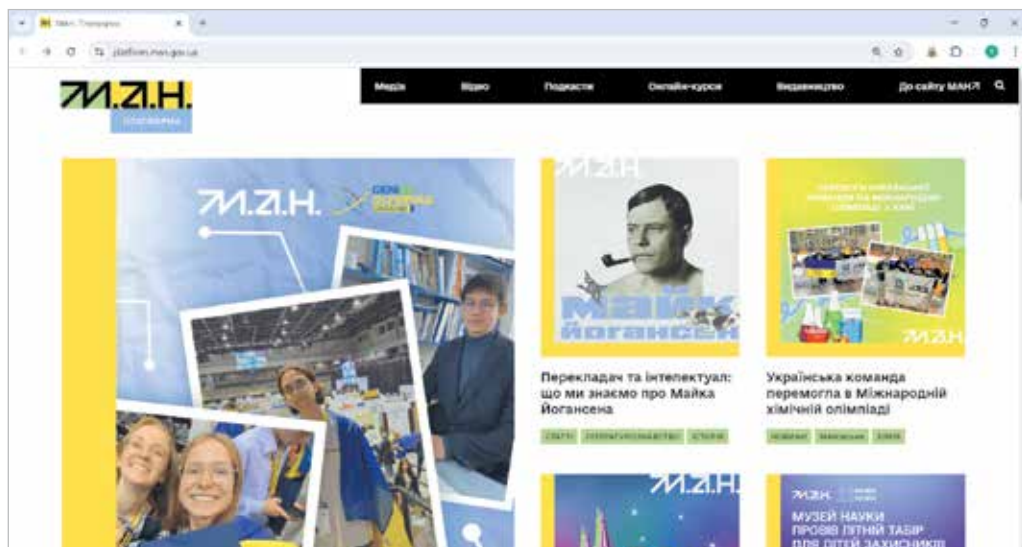 МАН. Платформа
platform.man.gov.ua
М.А.Н.
ПЛАТФОРМА
Медіа
Відео
Подкасти
Онлайн-курси
Видавництво
До сайту МАН
М.А.Н.
М.А.Н.
майк
йогансен
М.А.Н.
Перекладач та інтелектуал:
що ми знаємо про Майка
Йогансена
СТАТТІ ЛІТЕРАТУРОЗНАВСТВО ІСТОРІЯ
Українська команда
перемогла в Міжнародній
хімічній олімпіаді
НОВИНИ ХІМІЯ
М.А.Н.
М.А.Н.
МУЗЕЙ НАУКИ
ПРОВІВ ЛІТНІЙ ТАБІР
ДЛЯ ДІТЕЙ ЗАХИСНИКІВ